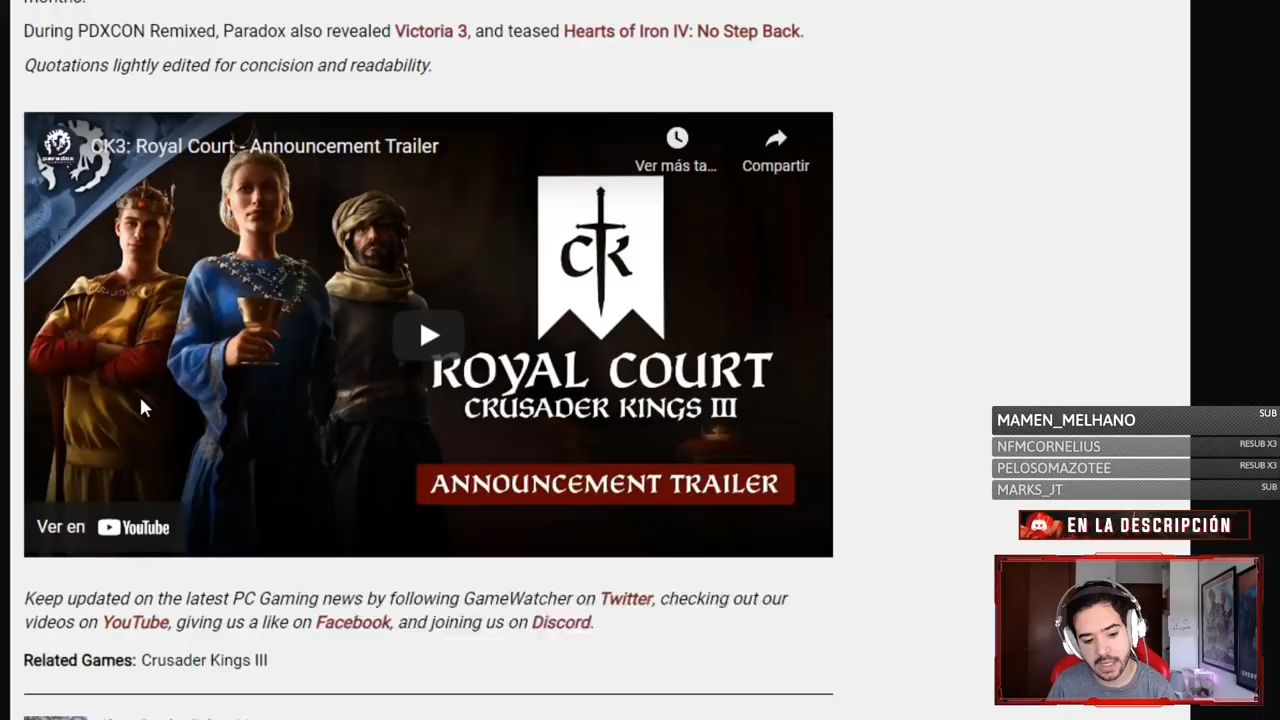 months.
During PDXCON Remixed, Paradox also revealed Victoria 3, and teased Hearts of Iron IV: No Step Back.
Quotations lightly edited for concision and readability.
paradox
CK3: Royal Court - Announcement Trailer
Ver más ta...
Compartir
CK
ROYAL COURT
CRUSADER KINGS III
ANNOUNCEMENT TRAILER
Ver en YouTube
MAMEN_MELHANO SUB
NFMCORNELIUS RESUB X3
PELOSOMAZOTEE RESUB X3
MARKS_JT SUB
EN LA DESCRIPCIÓN
Keep updated on the latest PC Gaming news by following GameWatcher on Twitter, checking out our
videos on YouTube, giving us a like on Facebook, and joining us on Discord.
Related Games: Crusader Kings III